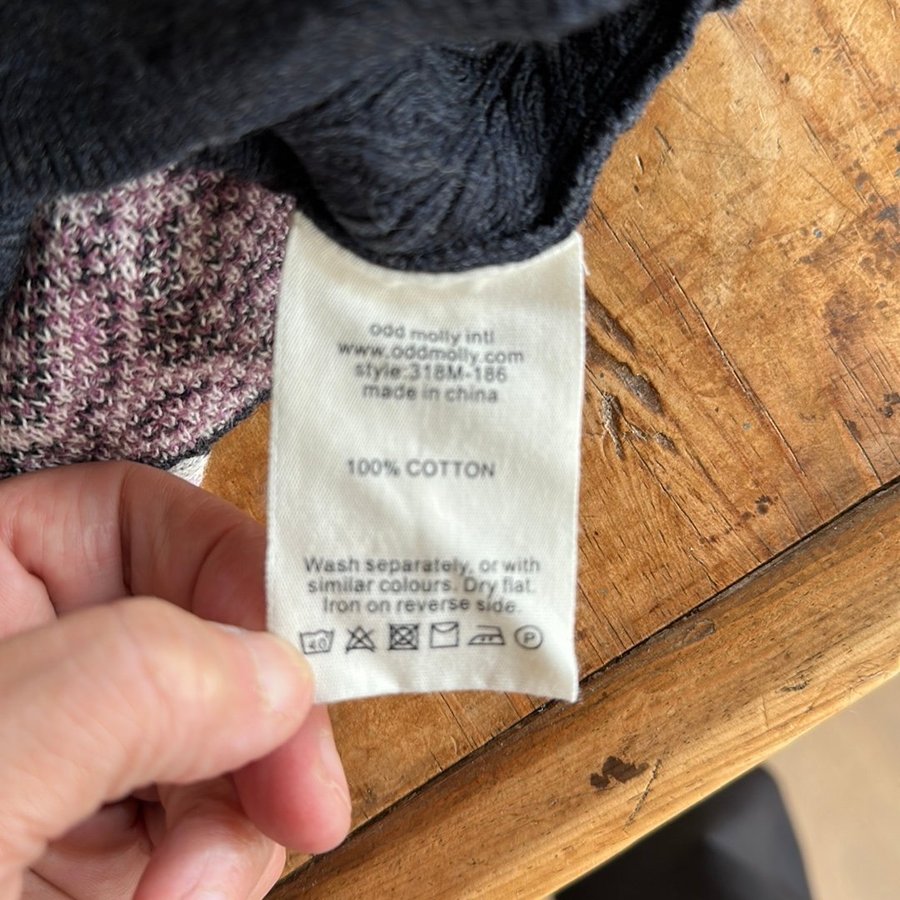 odd molly intl
www.oddmolly.com
style:318M-186
made in china
100% COTTON
Wash separately, or with
similar colours. Dry flat.
Iron on reverse side.
40 P